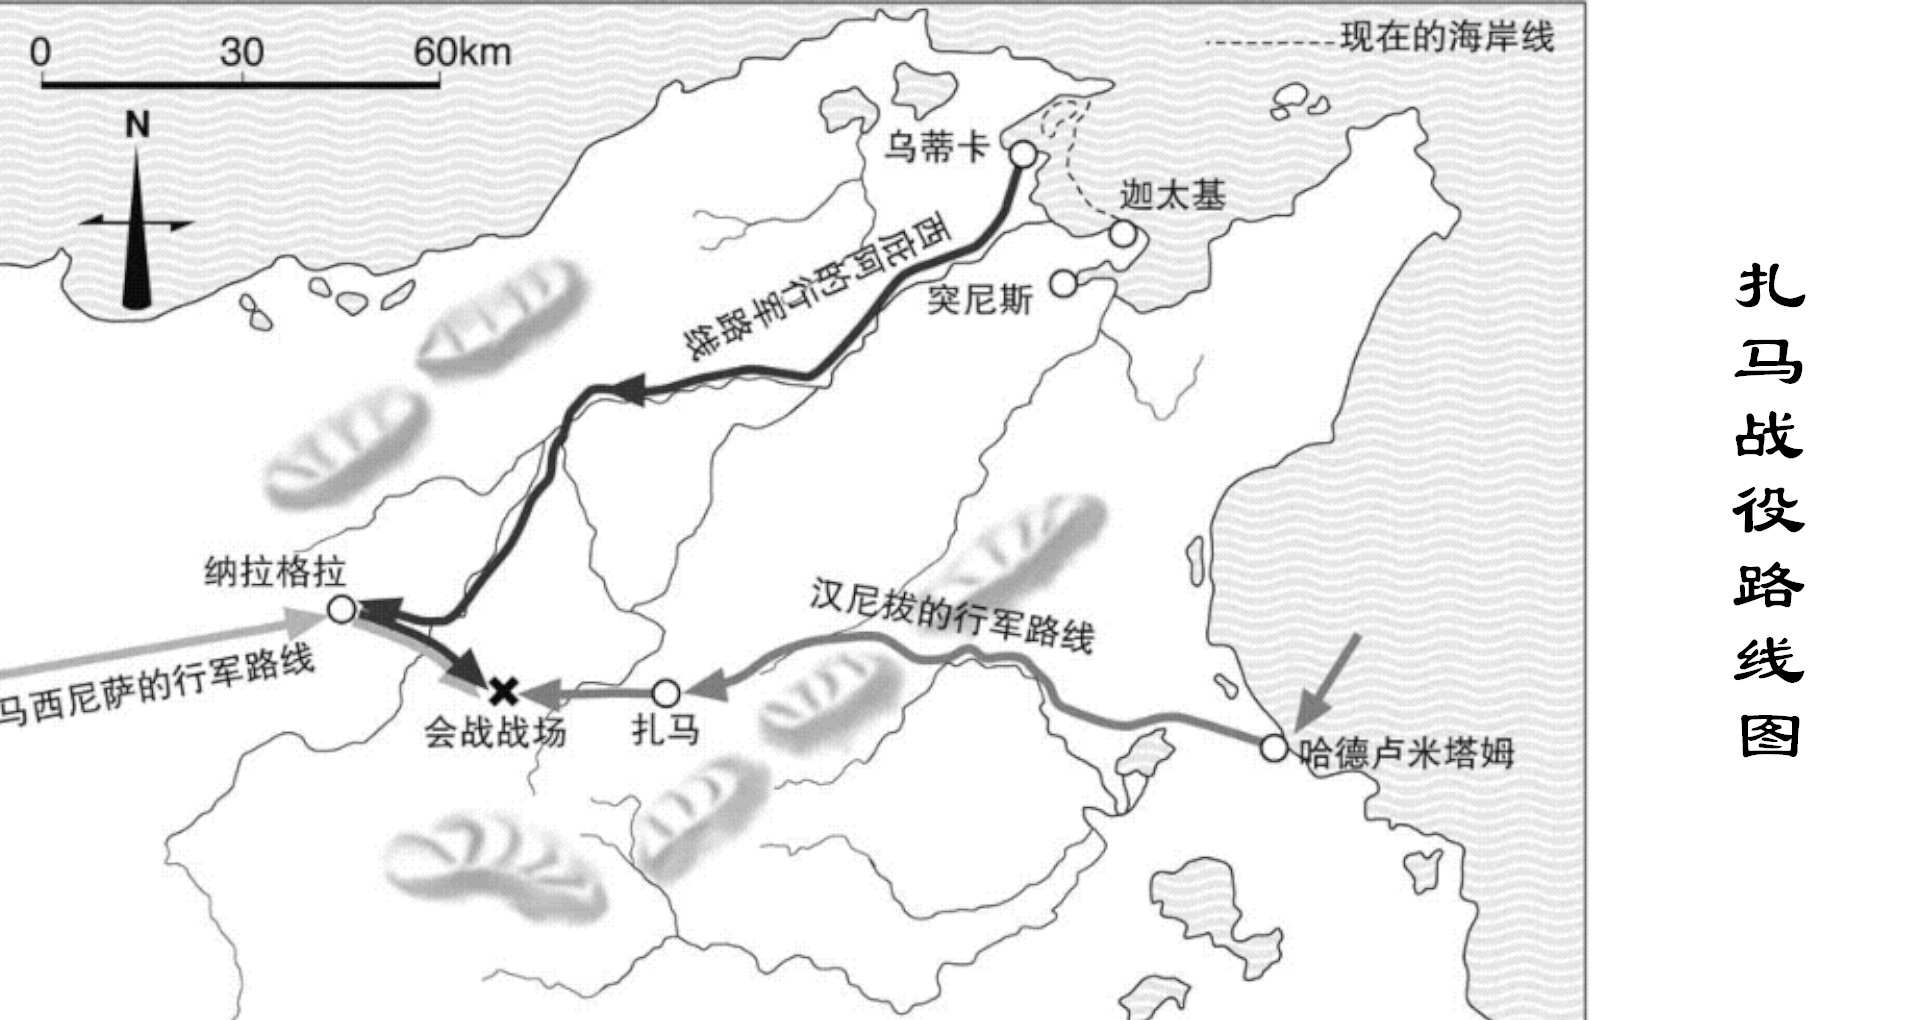 0 30 60km
N
现在的海岸线
乌蒂卡
迦太基
突尼斯
西庇阿的行军路线
纳拉格拉
马西尼萨的行军路线
会战战场
扎马
汉尼拔的行军路线
哈德卢米塔姆
扎马战役路线图